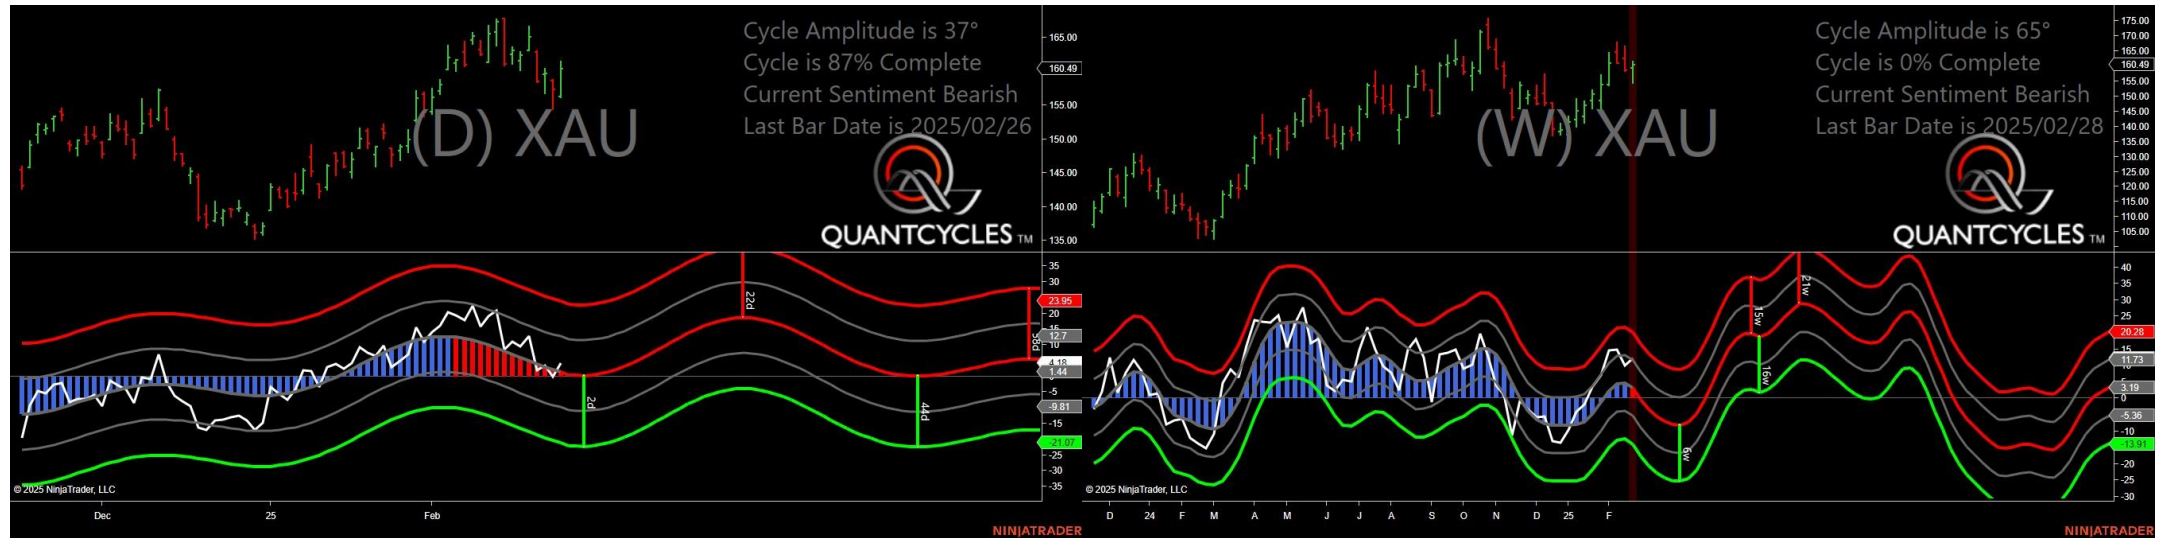 Cycle Amplitude is 37°
Cycle is 87% Complete
Current Sentiment Bearish
Last Bar Date is 2025/02/26
(D) XAU
QUANTCYCLES TM
165.00
160.49
155.00
150.00
145.00
140.00
135.00
35
30
23.95
20
12.7
10
4.18
1.44
-5
-9.81
-15
-21.07
-25
-30
-35
22d
2d
44d
58d
© 2025 NinjaTrader, LLC
Dec
25
Feb
NINJATRADER
Cycle Amplitude is 65°
Cycle is 0% Complete
Current Sentiment Bearish
Last Bar Date is 2025/02/28
(W) XAU
QUANTCYCLES TM
175.00
170.00
165.00
160.49
155.00
150.00
145.00
140.00
135.00
130.00
125.00
120.00
115.00
110.00
105.00
40
35
30
25
20.28
15
11.73
3.19
0
-5.36
-10
-13.91
-20
-25
-30
6w
15w
16w
21w
© 2025 NinjaTrader, LLC
D
24
F
M
A
M
J
J
A
S
O
N
D
25
F
NINJATRADER